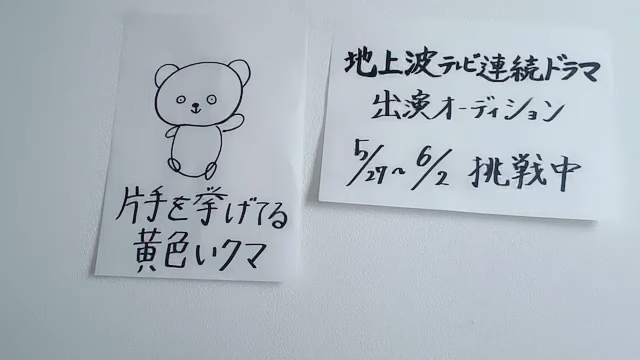 片手を挙げてる
黄色いクマ
地上波テレビ連続ドラマ
出演オーディション
5/27~6/2 挑戦中